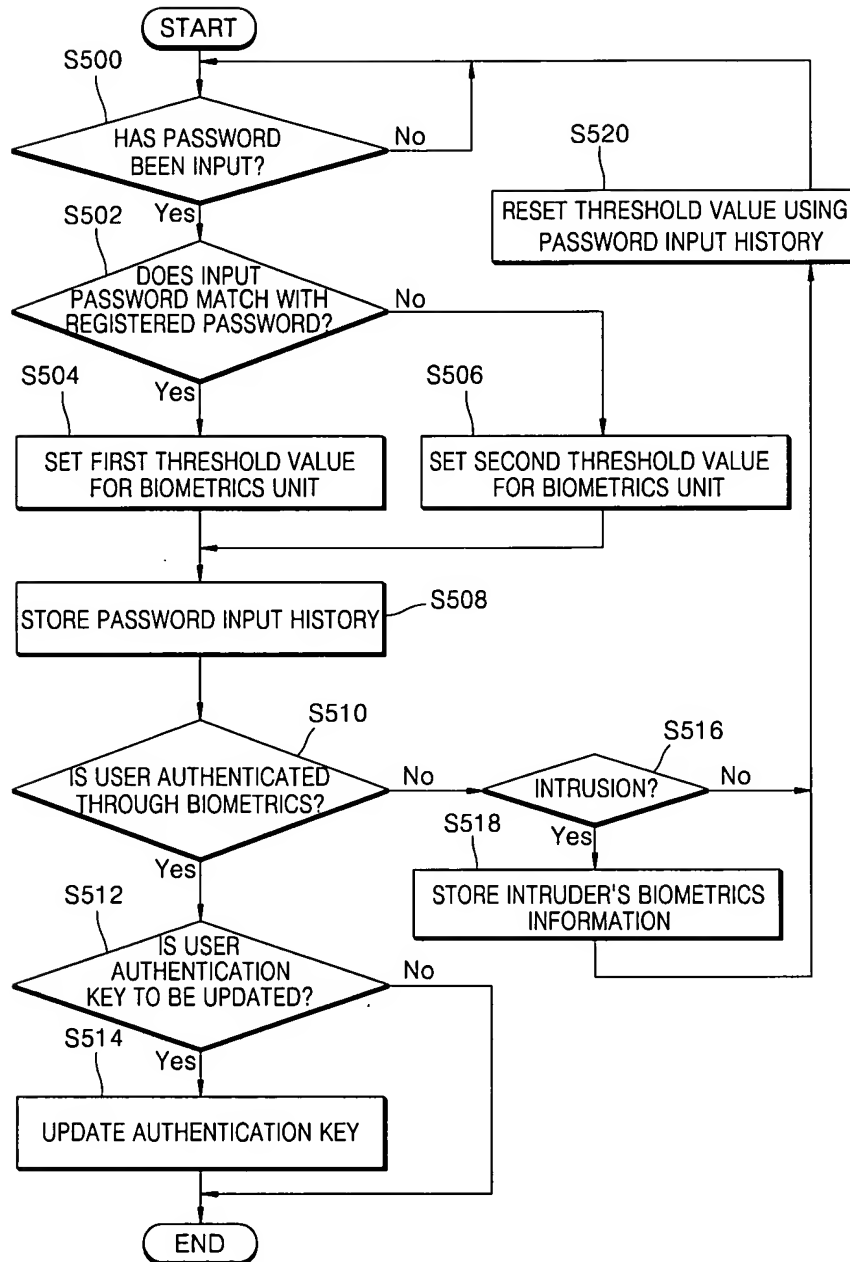 START
S500
HAS PASSWORD
BEEN INPUT?
No
Yes
S520
RESET THRESHOLD VALUE USING
PASSWORD INPUT HISTORY
S502
DOES INPUT
PASSWORD MATCH WITH
REGISTERED PASSWORD?
No
Yes
S504
SET FIRST THRESHOLD VALUE
FOR BIOMETRICS UNIT
S506
SET SECOND THRESHOLD VALUE
FOR BIOMETRICS UNIT
STORE PASSWORD INPUT HISTORY
S508
S510
IS USER AUTHENTICATED
THROUGH BIOMETRICS?
No
Yes
S516
INTRUSION?
No
Yes
S518
STORE INTRUDER'S BIOMETRICS
INFORMATION
S512
IS USER
AUTHENTICATION
KEY TO BE UPDATED?
No
Yes
S514
UPDATE AUTHENTICATION KEY
END